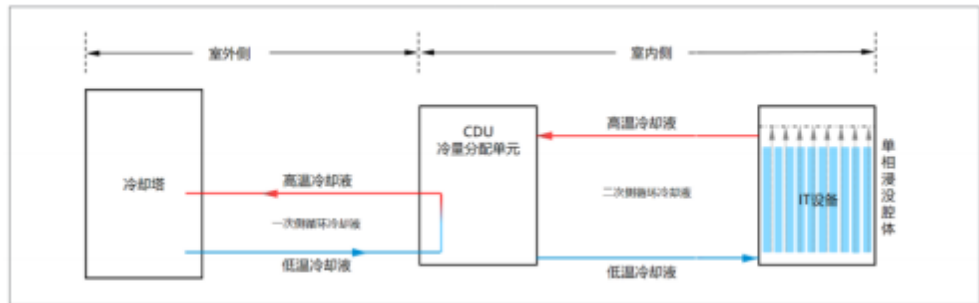 室外侧
室内侧
冷却塔
高温冷却液
一次侧循环冷却液
低温冷却液
CDU
冷量分配单元
高温冷却液
二次侧循环冷却液
低温冷却液
IT设备
单相浸没腔体